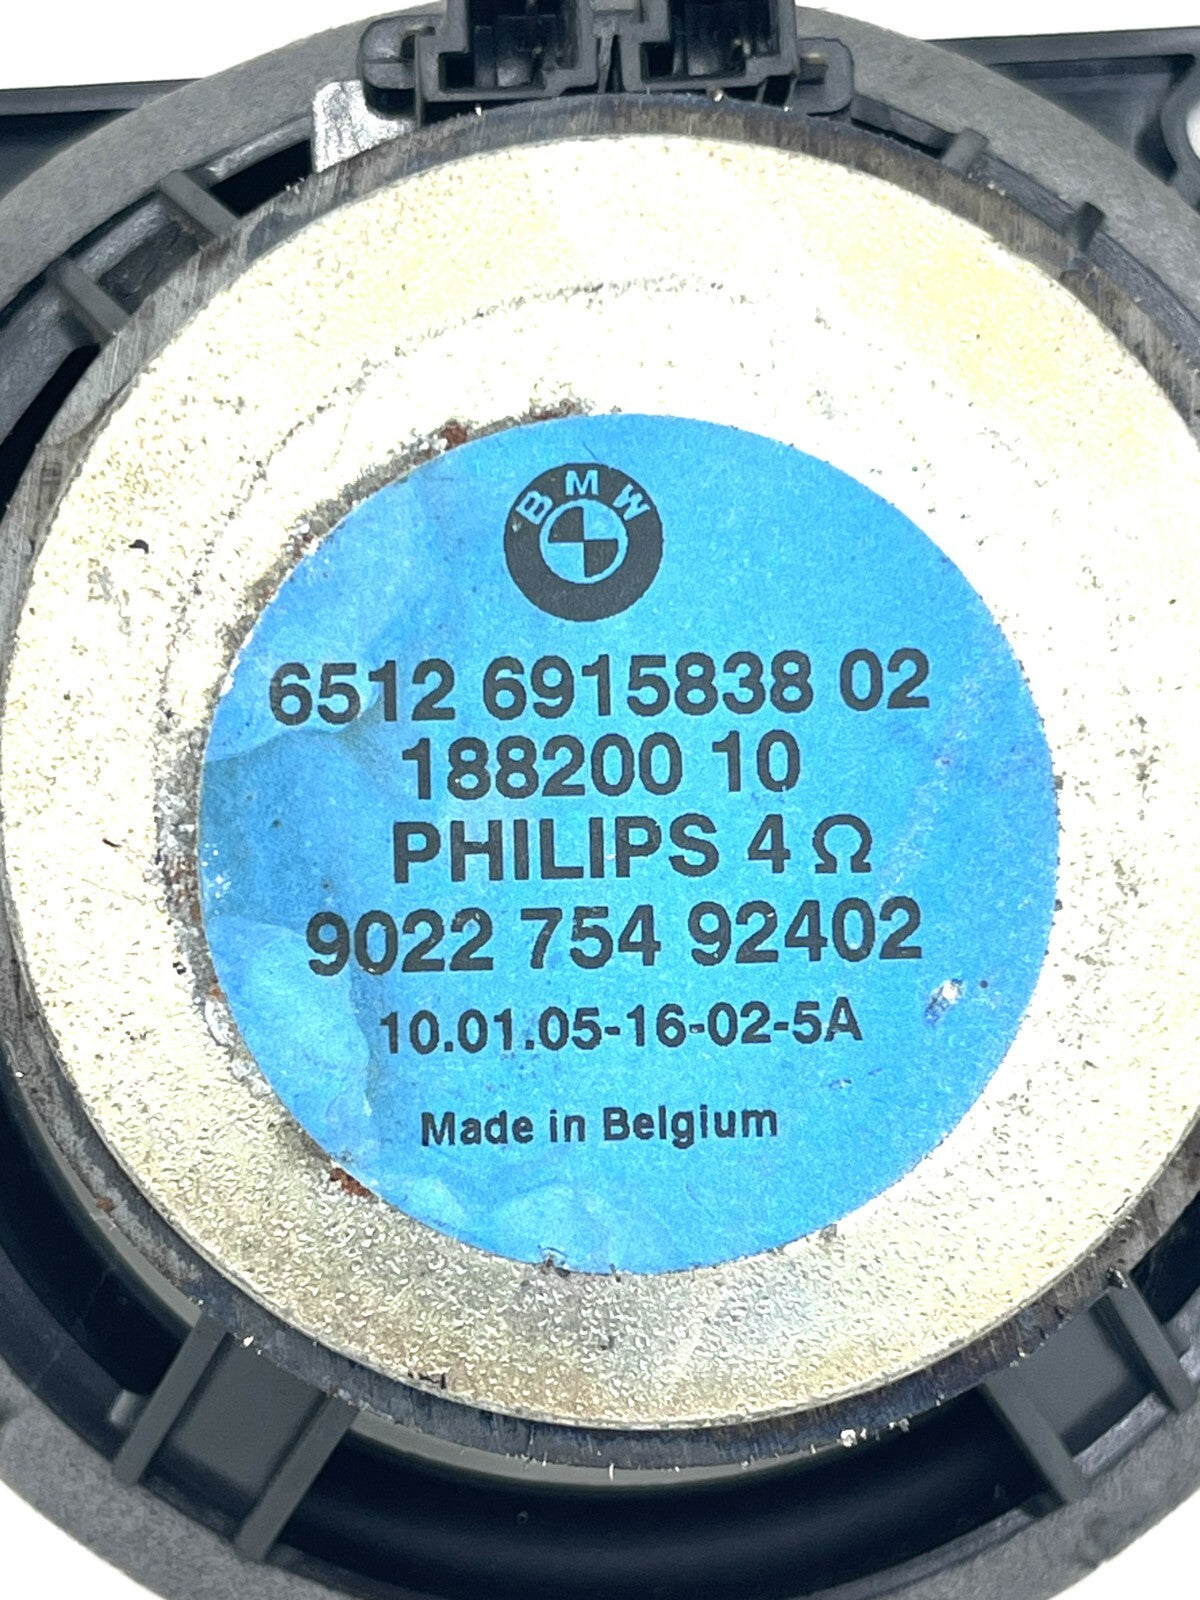 BMW
6512 6915838 02
188200 10
PHILIPS 4 Ω
9022 754 92402
10.01.05-16-02-5A
Made in Belgium